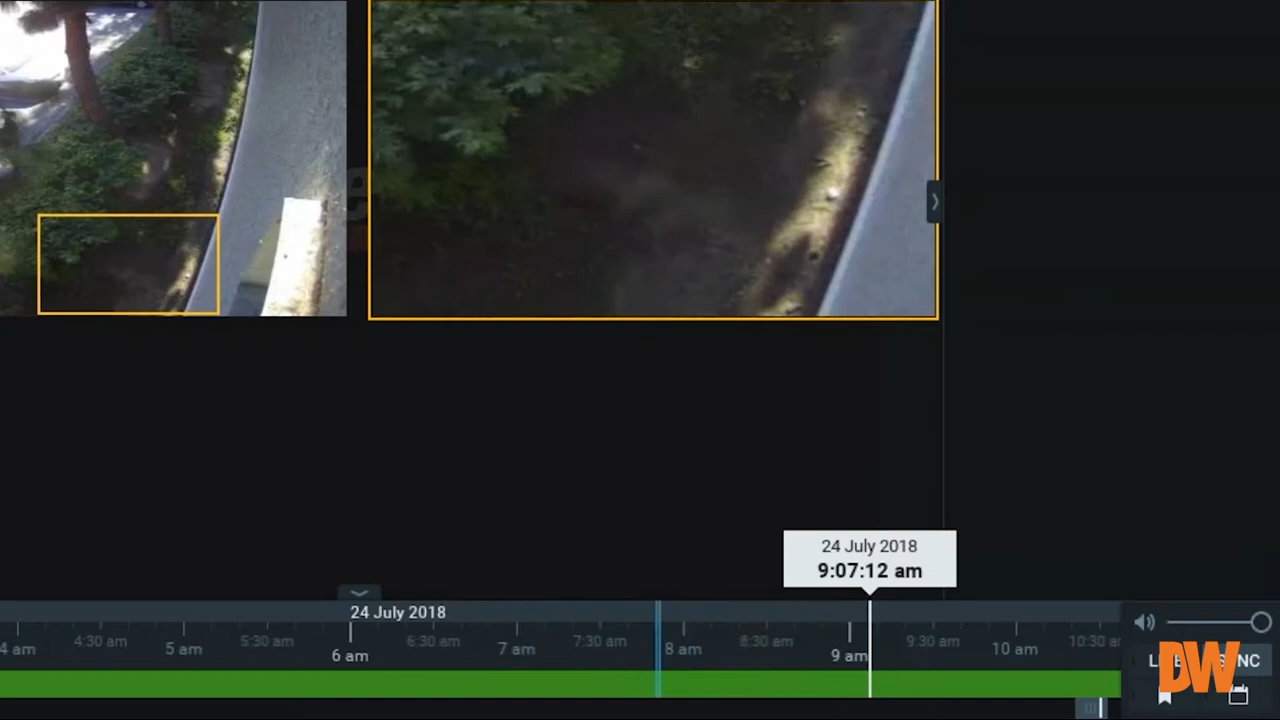 24 July 2018
9:07:12 am
24 July 2018
4 am
4:30 am
5 am
5:30 am
6 am
6:30 am
7 am
7:30 am
8 am
8:30 am
9 am
9:30 am
10 am
10:30 a
DW